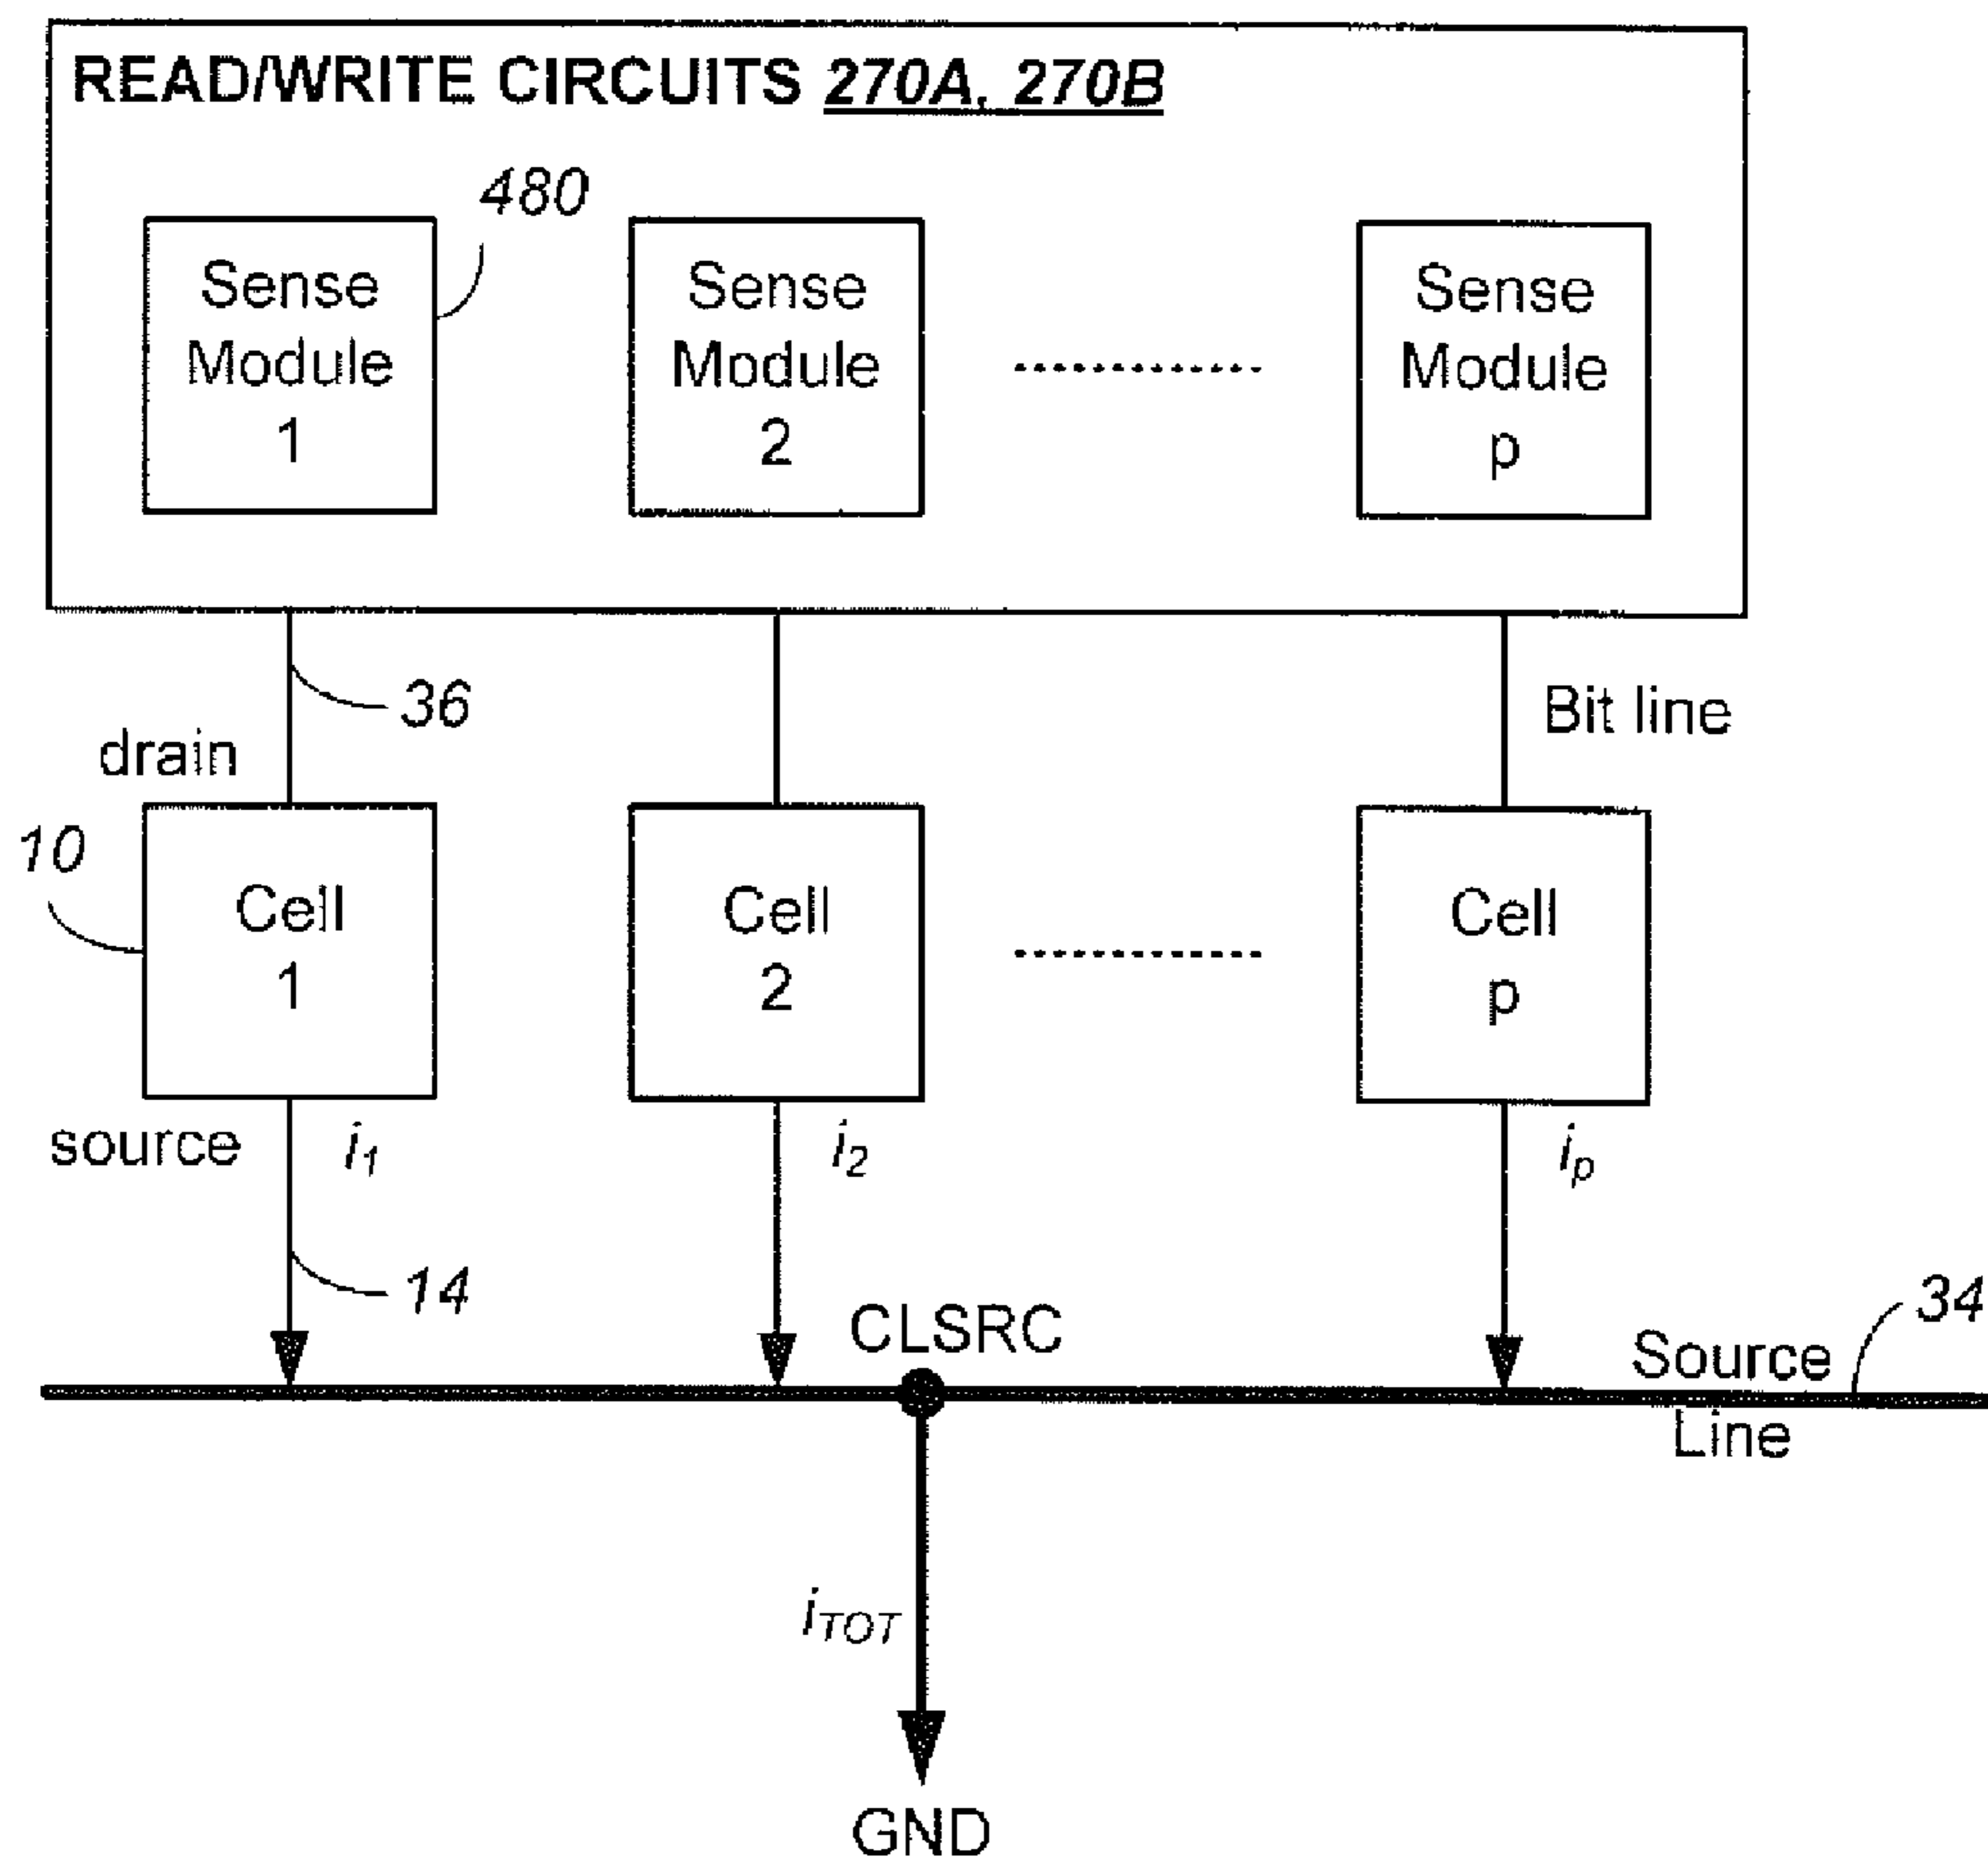 READ/WRITE CIRCUITS 270A, 270B
480
Sense
Module
1
Sense
Module
2
Sense
Module
p
36
drain
Bit line
10
Cell
1
Cell
2
Cell
p
source
i1
i2
ip
14
CLSRC
34
Source
Line
iTOT
GND